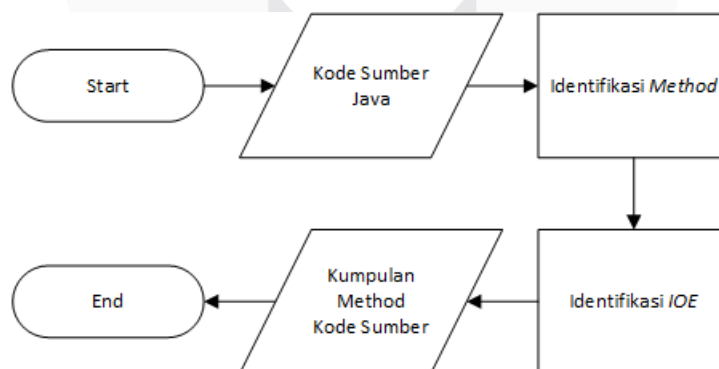 Start
Kode Sumber
Java
Identifikasi Method
Identifikasi IOE
Kumpulan
Method
Kode Sumber
End